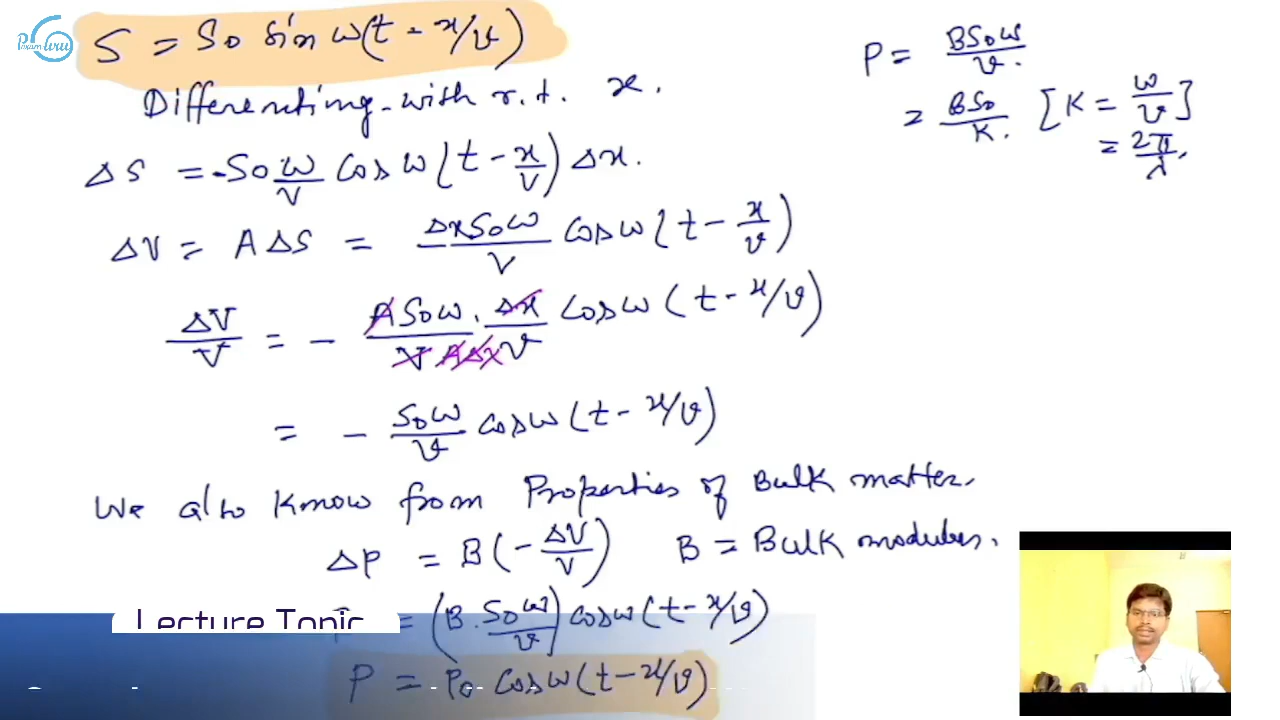 S = S₀ sin ω(t - x/v)
Differenting with r.t. x.
ΔS = -S₀ω/V cos ω(t - x/V) Δx.
ΔV = AΔS = ΔxS₀ω/V cos ω(t - x/v)
ΔV/V = - AS₀ω/V · Δx/AΔx v cos ω(t - x/v)
= - S₀ω/v cos ω(t - x/v)
We also know from Properties of Bulk matter.
ΔP = B(-ΔV/V) B = Bulk modulus.
= (B. S₀ω/v) cos ω(t - x/v)
P = P₀ cos ω(t - x/v)
P = BS₀ω/v.
= BS₀/K. [K = ω/v]
= 2π/λ.
Lecture Topic